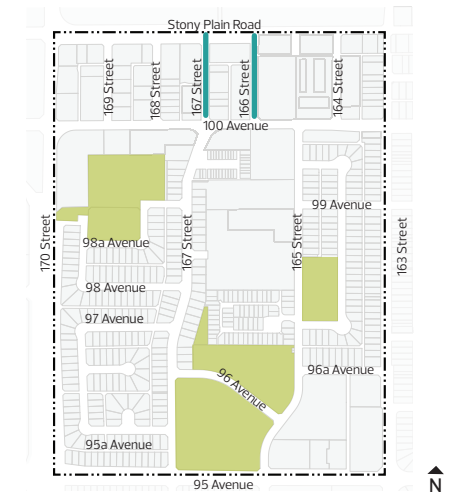 Stony Plain Road
169 Street
168 Street
167 Street
166 Street
164 Street
100 Avenue
99 Avenue
170 Street
98a Avenue
167 Street
165 Street
163 Street
98 Avenue
97 Avenue
96 Avenue
96a Avenue
95a Avenue
95 Avenue
N